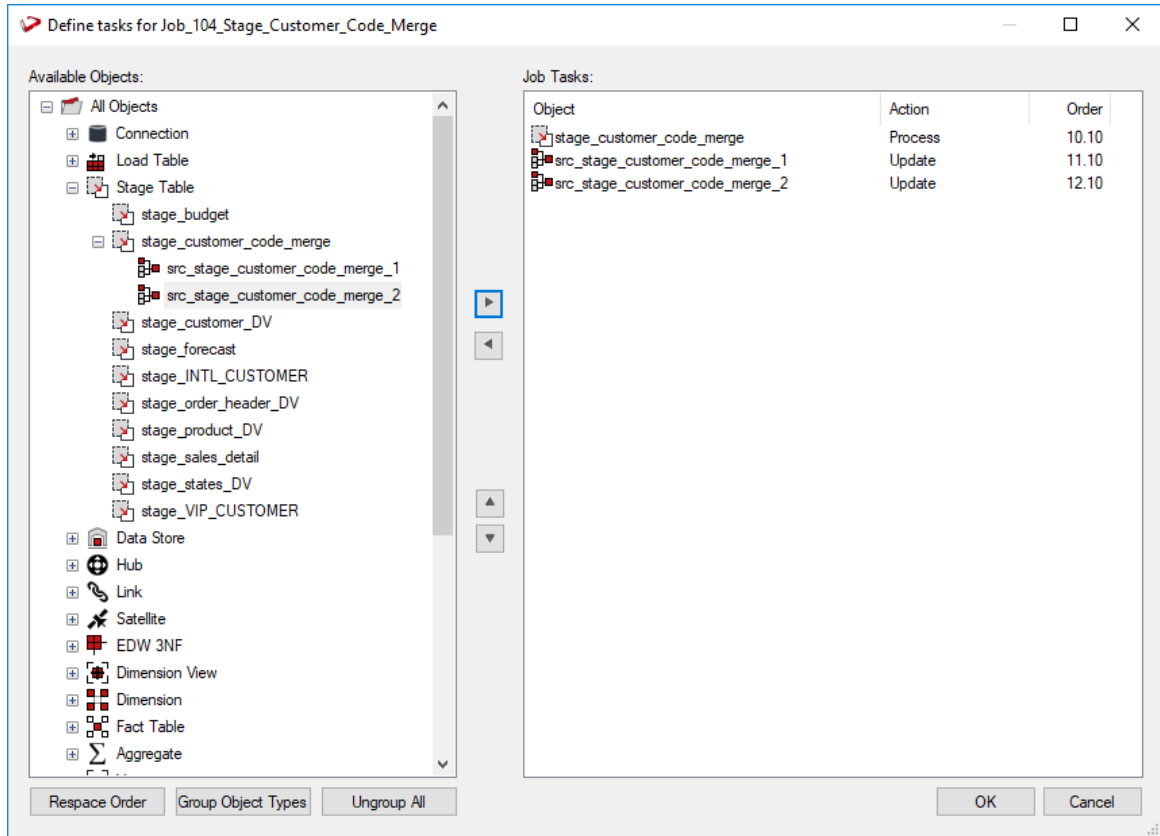 Define tasks for Job_104_Stage_Customer_Code_Merge
Available Objects:
All Objects
Connection
Load Table
Stage Table
stage_budget
stage_customer_code_merge
src_stage_customer_code_merge_1
src_stage_customer_code_merge_2
stage_customer_DV
stage_forecast
stage_INTL_CUSTOMER
stage_order_header_DV
stage_product_DV
stage_sales_detail
stage_states_DV
stage_VIP_CUSTOMER
Data Store
Hub
Link
Satellite
EDW 3NF
Dimension View
Dimension
Fact Table
Aggregate
Respace Order Group Object Types Ungroup All
Job Tasks:
Object Action Order
stage_customer_code_merge Process 10.10
src_stage_customer_code_merge_1 Update 11.10
src_stage_customer_code_merge_2 Update 12.10
OK Cancel